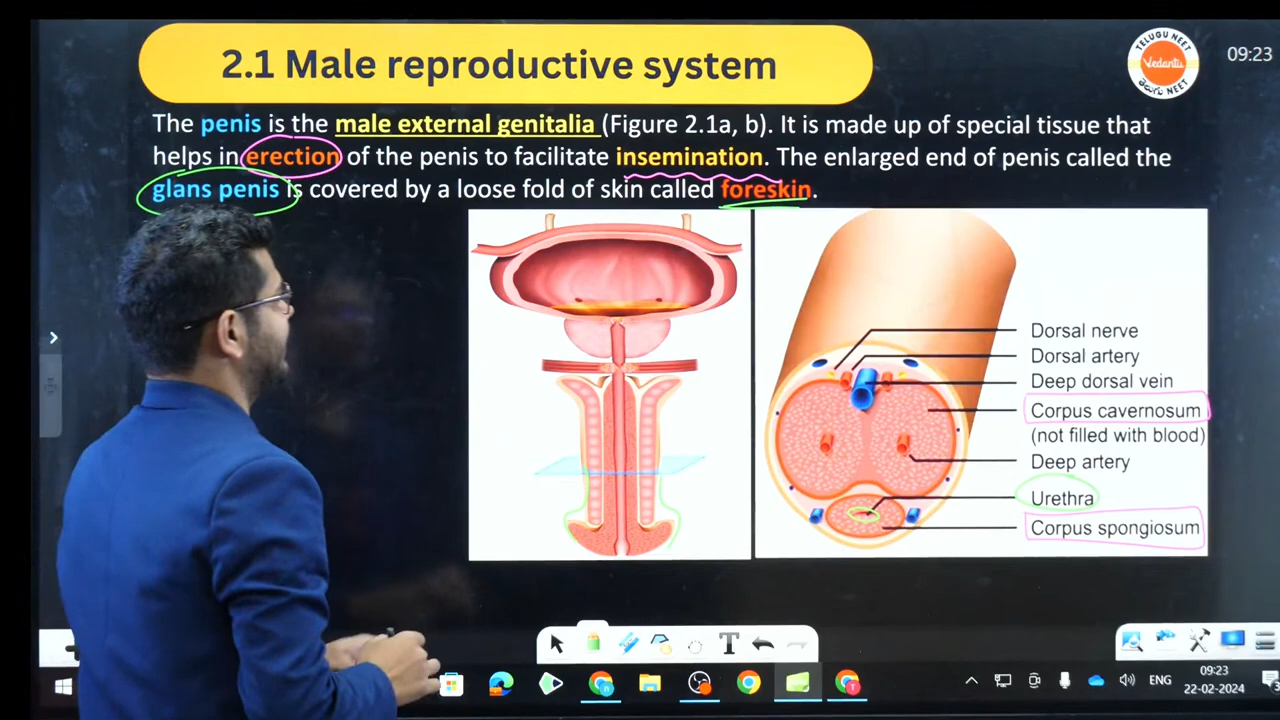 2.1 Male reproductive system
TELUGU NEET
Vedantu
తెలుగు NEET
09:23
The penis is the male external genitalia (Figure 2.1a, b). It is made up of special tissue that
helps in erection of the penis to facilitate insemination. The enlarged end of penis called the
glans penis is covered by a loose fold of skin called foreskin.
Dorsal nerve
Dorsal artery
Deep dorsal vein
Corpus cavernosum
(not filled with blood)
Deep artery
Urethra
Corpus spongiosum
T
ENG
09:23
22-02-2024